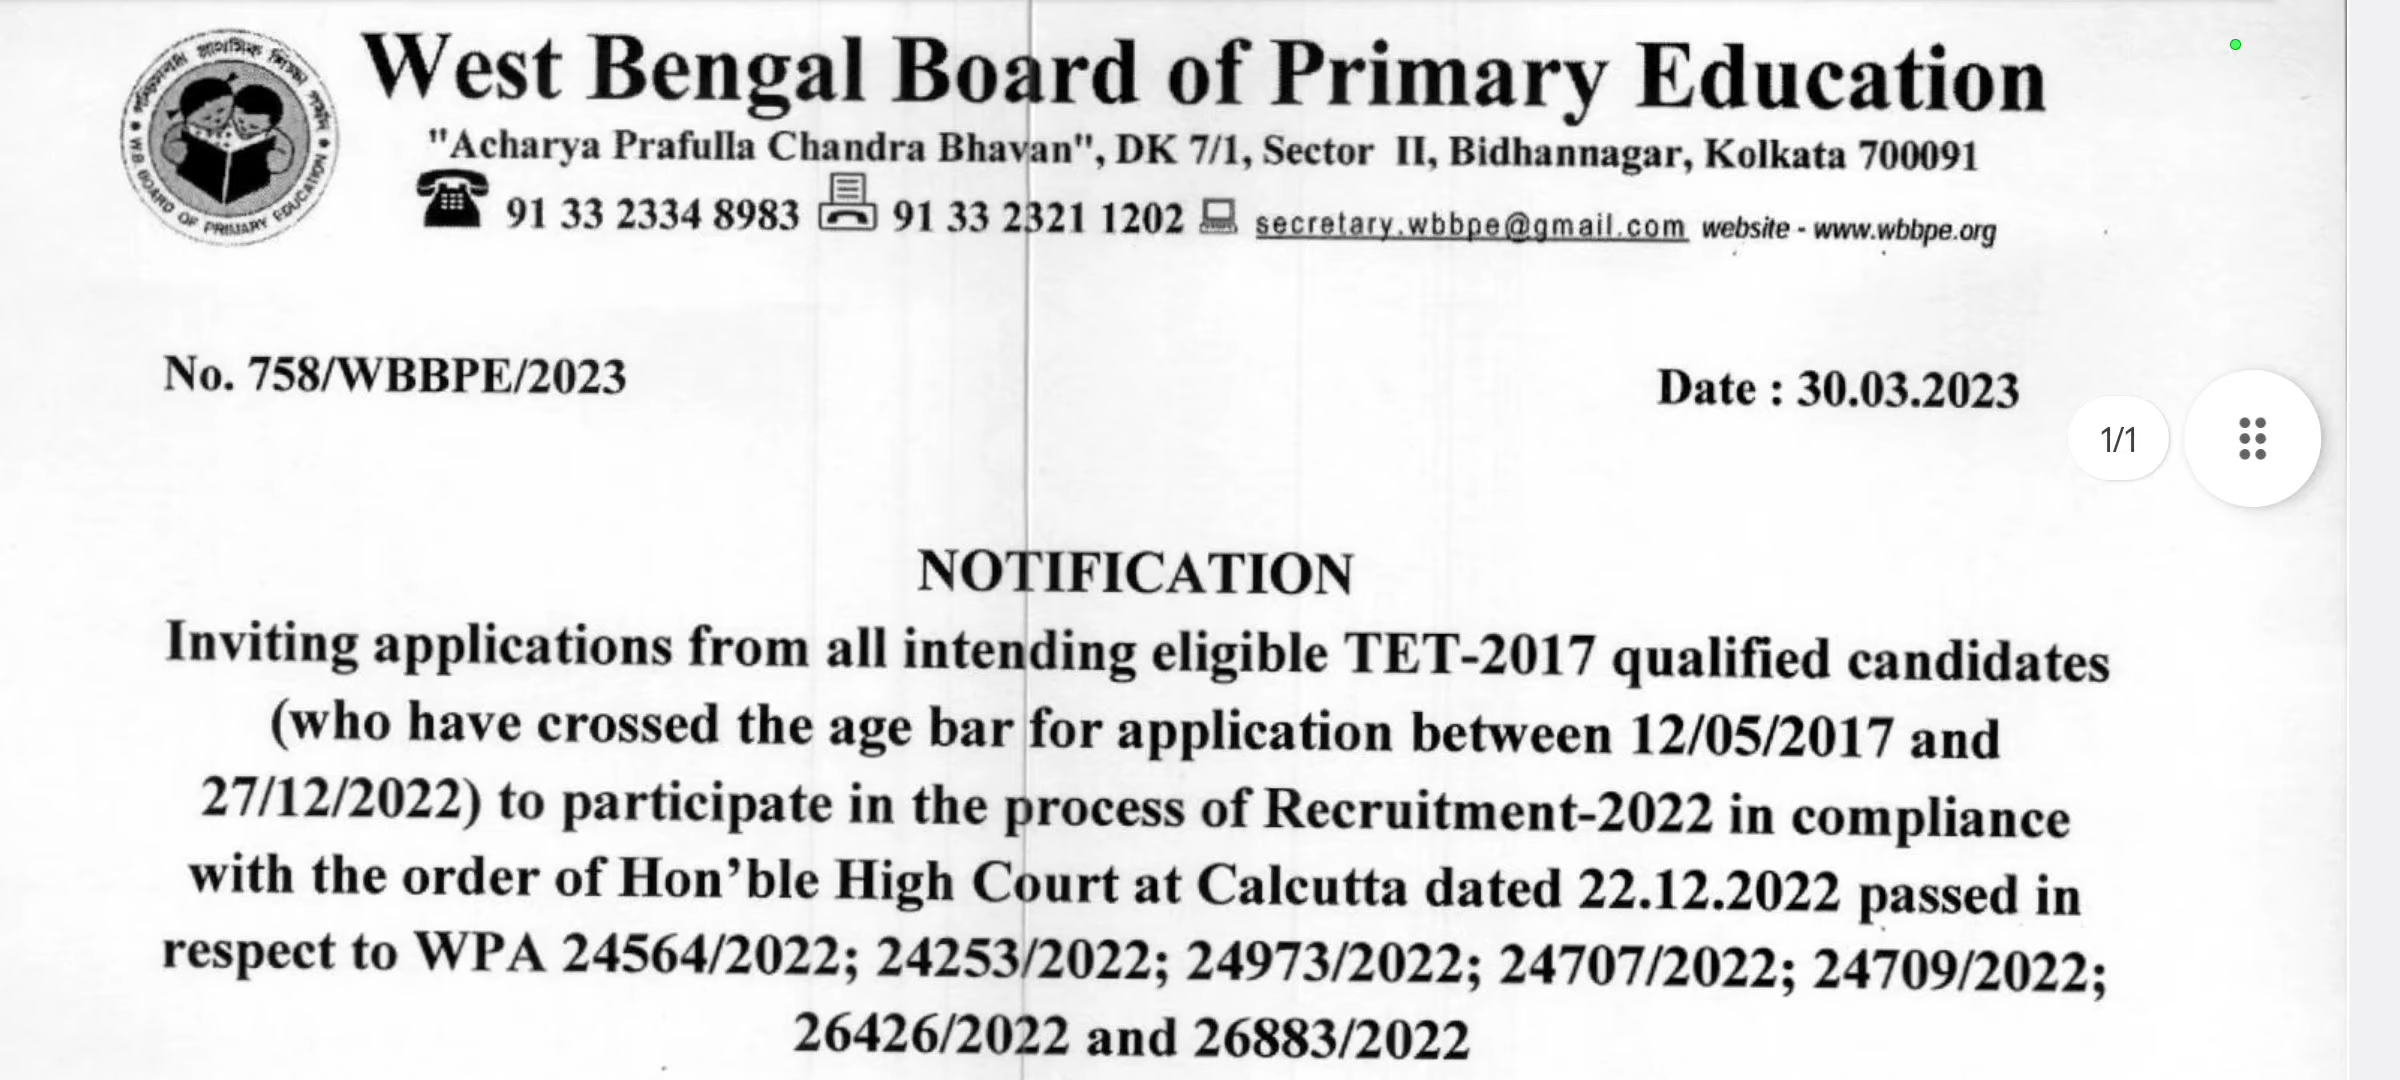 West Bengal Board of Primary Education
"Acharya Prafulla Chandra Bhavan", DK 7/1, Sector II, Bidhannagar, Kolkata 700091
91 33 2334 8983 91 33 2321 1202 secretary.wbbpe@gmail.com website - www.wbbpe.org
W.B. BOARD OF PRIMARY EDUCATION
No. 758/WBBPE/2023
Date : 30.03.2023
1/1
NOTIFICATION
Inviting applications from all intending eligible TET-2017 qualified candidates
(who have crossed the age bar for application between 12/05/2017 and
27/12/2022) to participate in the process of Recruitment-2022 in compliance
with the order of Hon’ble High Court at Calcutta dated 22.12.2022 passed in
respect to WPA 24564/2022; 24253/2022; 24973/2022; 24707/2022; 24709/2022;
26426/2022 and 26883/2022